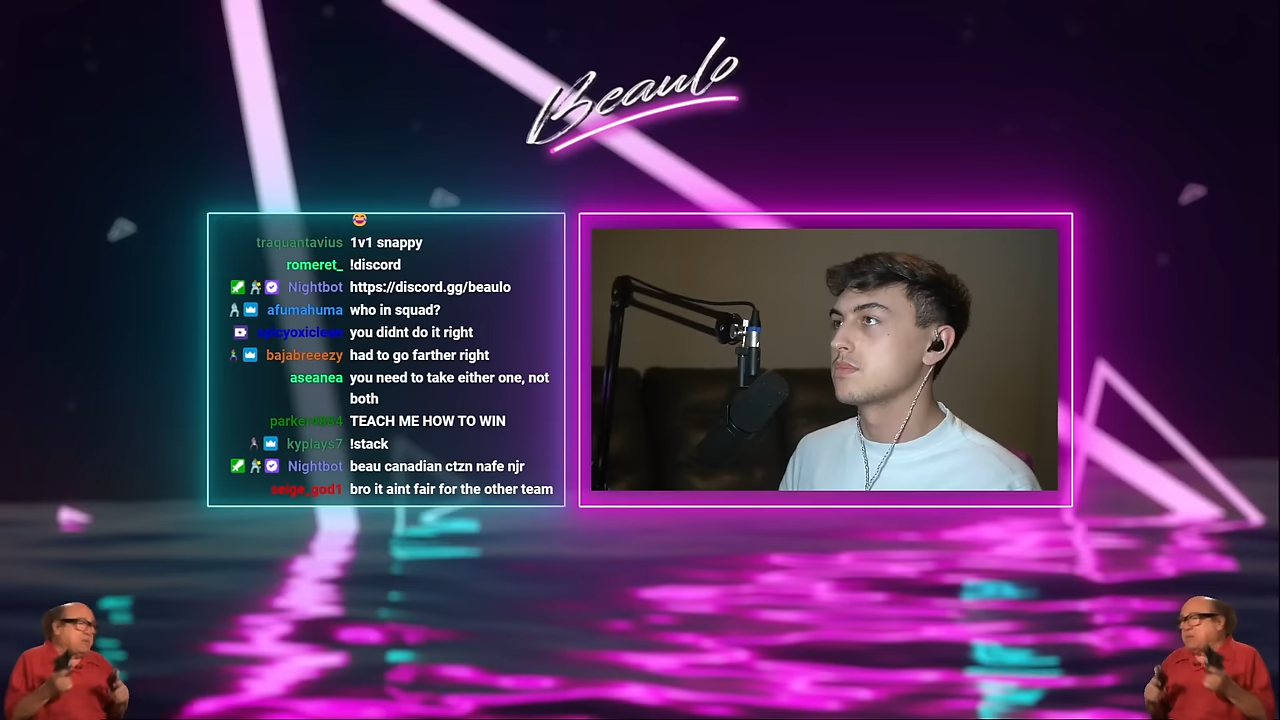 Beaulo
traquantavius 1v1 snappy
romeret_ !discord
Nightbot https://discord.gg/beaulo
afumahuma who in squad?
you didnt do it right
bajabreeezy had to go farther right
aseanea you need to take either one, not
both
TEACH ME HOW TO WIN
kyplays7 !stack
Nightbot beau canadian ctzn nafe njr
seige_god1 bro it aint fair for the other team